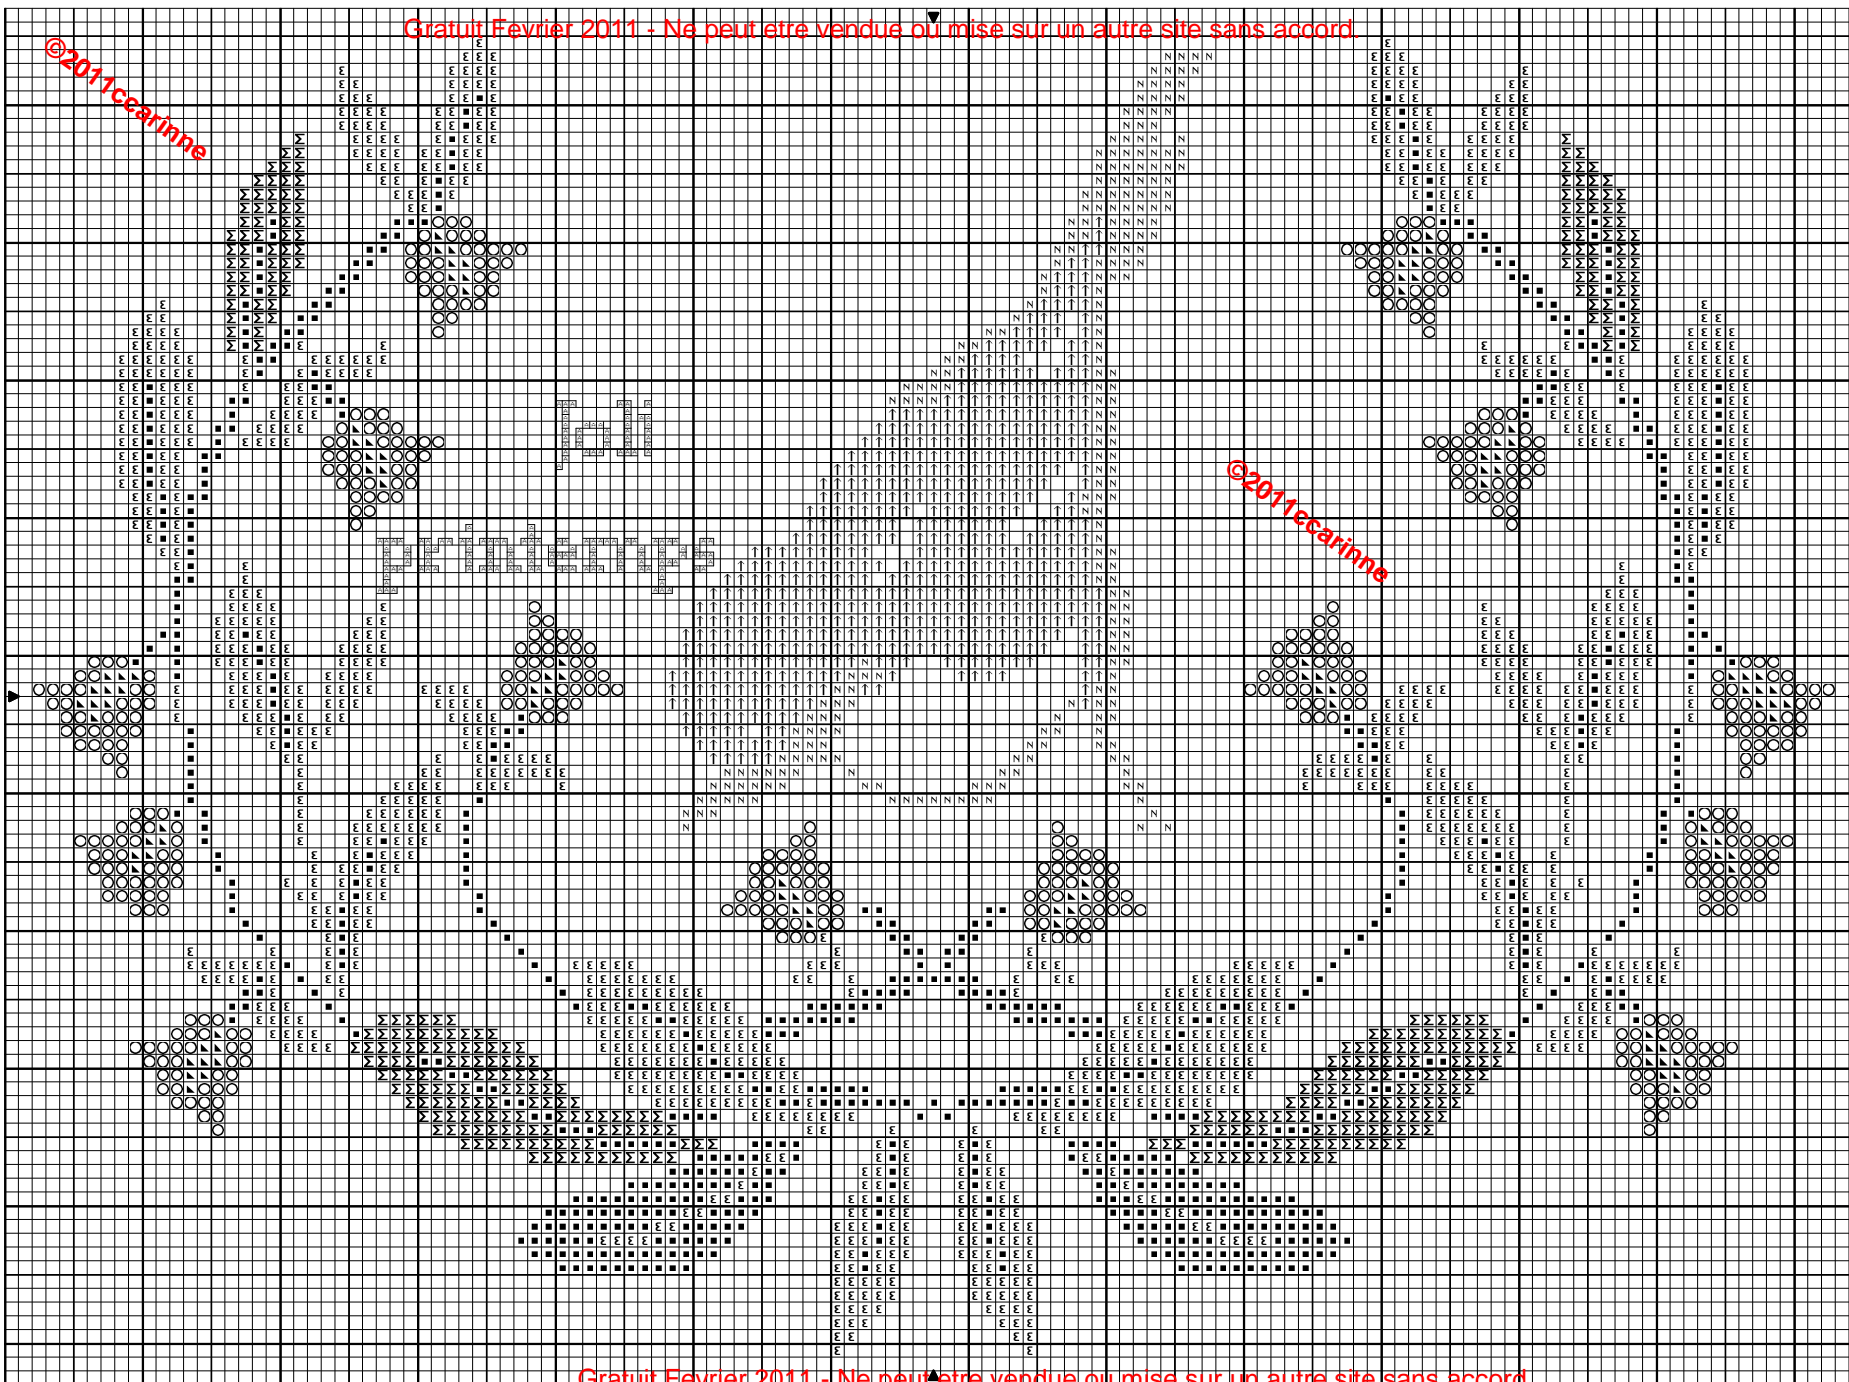 Gratuit Fevrier 2011 - Ne peut etre vendue ou mise sur un autre site sans accord.
©2011ccarinne
©2011ccarinne
Gratuit Fevrier 2011 - Ne peut etre vendue ou mise sur un autre site sans accord.